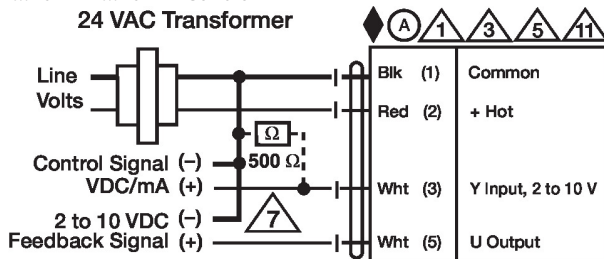 24 VAC Transformer
A 1 3 5 11
Line
Volts
Blk (1) Common
Red (2) + Hot
Ω
500 Ω
Control Signal (–)
VDC/mA (+)
Wht (3) Y Input, 2 to 10 V
7
2 to 10 VDC (–)
Feedback Signal (+)
Wht (5) U Output